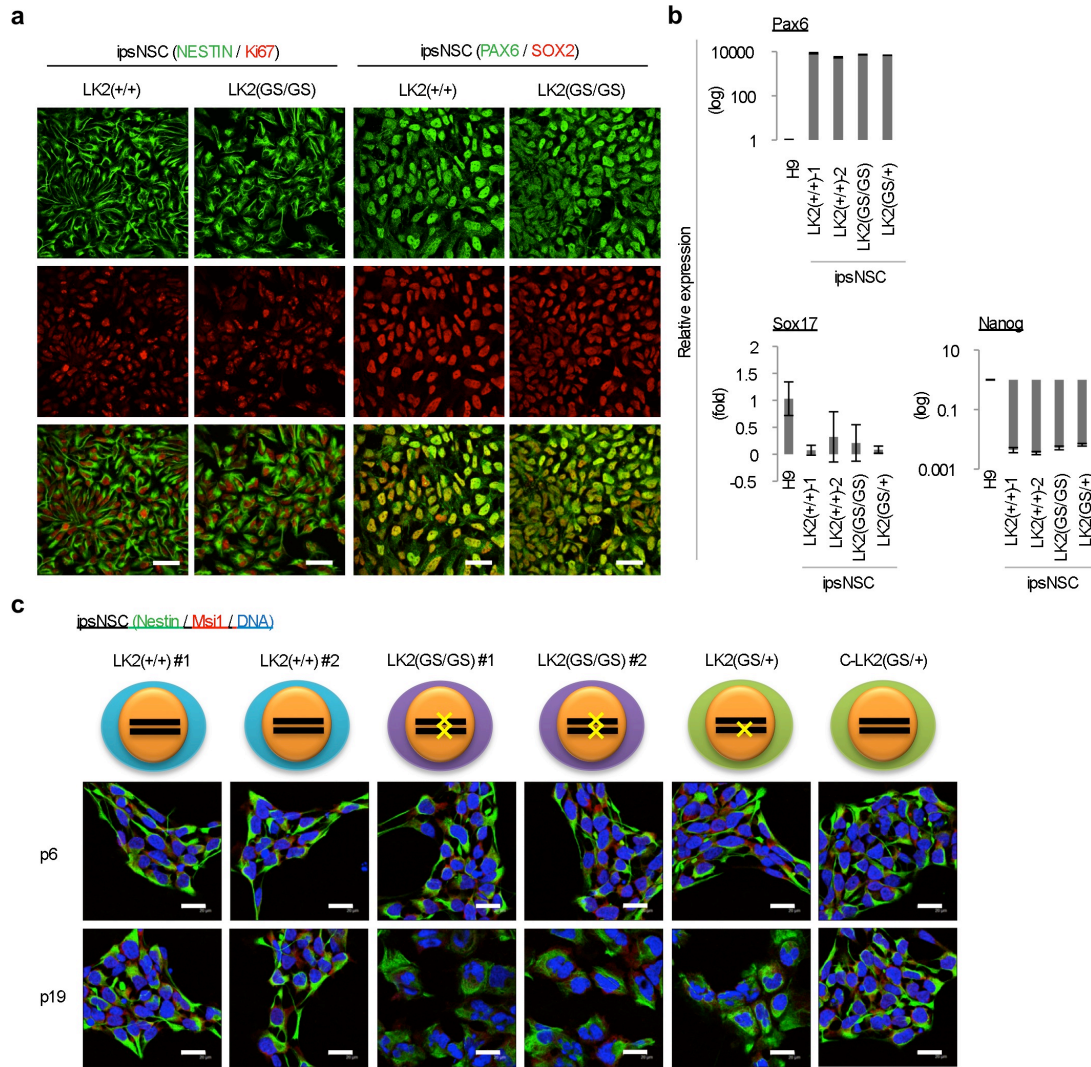 a
ipsNSC (NESTIN / Ki67)
ipsNSC (PAX6 / SOX2)
LK2(+/+)
LK2(GS/GS)
LK2(+/+)
LK2(GS/GS)
b
Relative expression
Pax6
(log)
10000
100
1
H9
LK2(+/+)-1
LK2(+/+)-2
LK2(GS/GS)
LK2(GS/+)
ipsNSC
Sox17
(fold)
2
1.5
1
0.5
0
-0.5
H9
LK2(+/+)-1
LK2(+/+)-2
LK2(GS/GS)
LK2(GS/+)
ipsNSC
Nanog
(log)
10
0.1
0.001
H9
LK2(+/+)-1
LK2(+/+)-2
LK2(GS/GS)
LK2(GS/+)
ipsNSC
c
ipsNSC (Nestin / Msi1 / DNA)
LK2(+/+) #1
LK2(+/+) #2
LK2(GS/GS) #1
LK2(GS/GS) #2
LK2(GS/+)
C-LK2(GS/+)
p6
p19